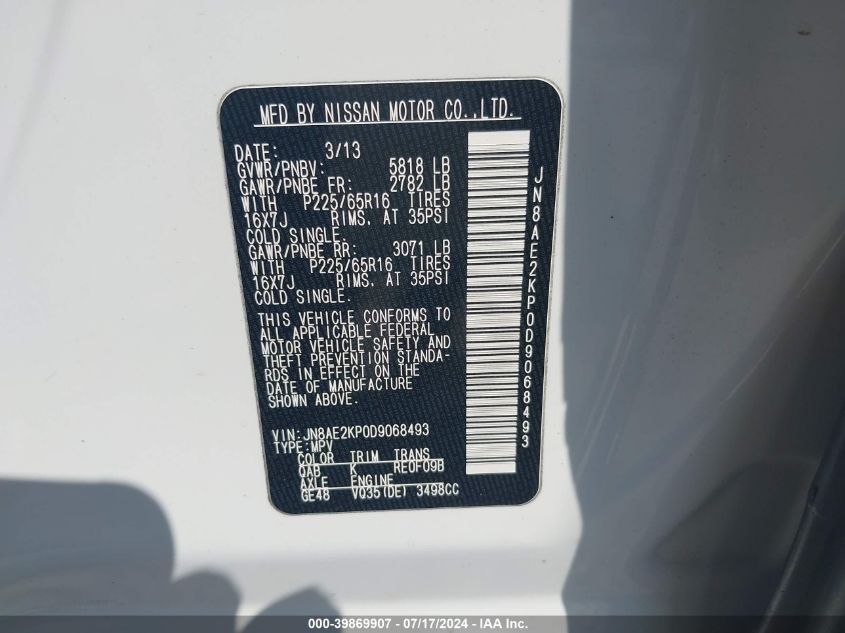 MFD BY NISSAN MOTOR CO.,LTD.
DATE: 3/13
GVWR/PNBV: 5818 LB
GAWR/PNBE FR: 2782 LB
WITH P225/65R16 TIRES
16X7J RIMS. AT 35PSI
COLD SINGLE.
GAWR/PNBE RR: 3071 LB
WITH P225/65R16 TIRES
16X7J RIMS. AT 35PSI
COLD SINGLE.
THIS VEHICLE CONFORMS TO
ALL APPLICABLE FEDERAL
MOTOR VEHICLE SAFETY AND
THEFT PREVENTION STANDA-
RDS IN EFFECT ON THE
DATE OF MANUFACTURE
SHOWN ABOVE.
VIN:JN8AE2KP0D9068493
TYPE:MPV
COLOR TRIM TRANS
QAB K RE0F09B
AXLE ENGINE
GE48 VQ35(DE) 3498CC
JN8AE2KP0D9068493
000-39869907 - 07/17/2024 - IAA Inc.